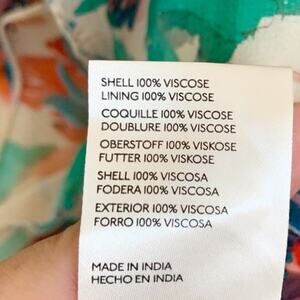 SHELL 100% VISCOSE
LINING 100% VISCOSE
COQUILLE 100% VISCOSE
DOUBLURE 100% VISCOSE
OBERSTOFF 100% VISKOSE
FUTTER 100% VISKOSE
SHELL 100% VISCOSA
FODERA 100% VISCOSA
EXTERIOR 100% VISCOSA
FORRO 100% VISCOSA
MADE IN INDIA
HECHO EN INDIA